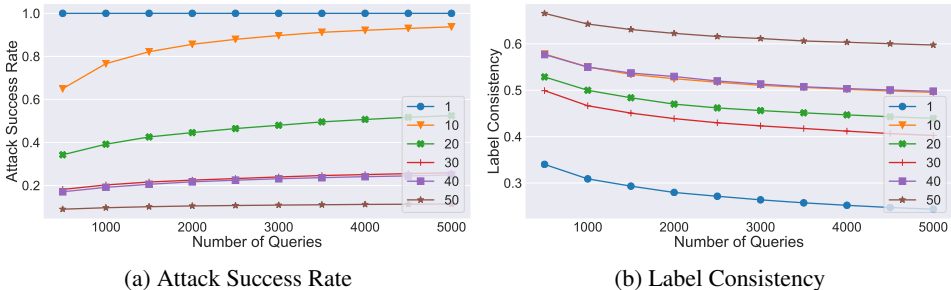 1.0
0.8
0.6
0.4
0.2
Attack Success Rate
1000 2000 3000 4000 5000
Number of Queries
1
10
20
30
40
50
(a) Attack Success Rate
0.6
0.5
0.4
0.3
Label Consistency
1000 2000 3000 4000 5000
Number of Queries
1
10
20
30
40
50
(b) Label Consistency